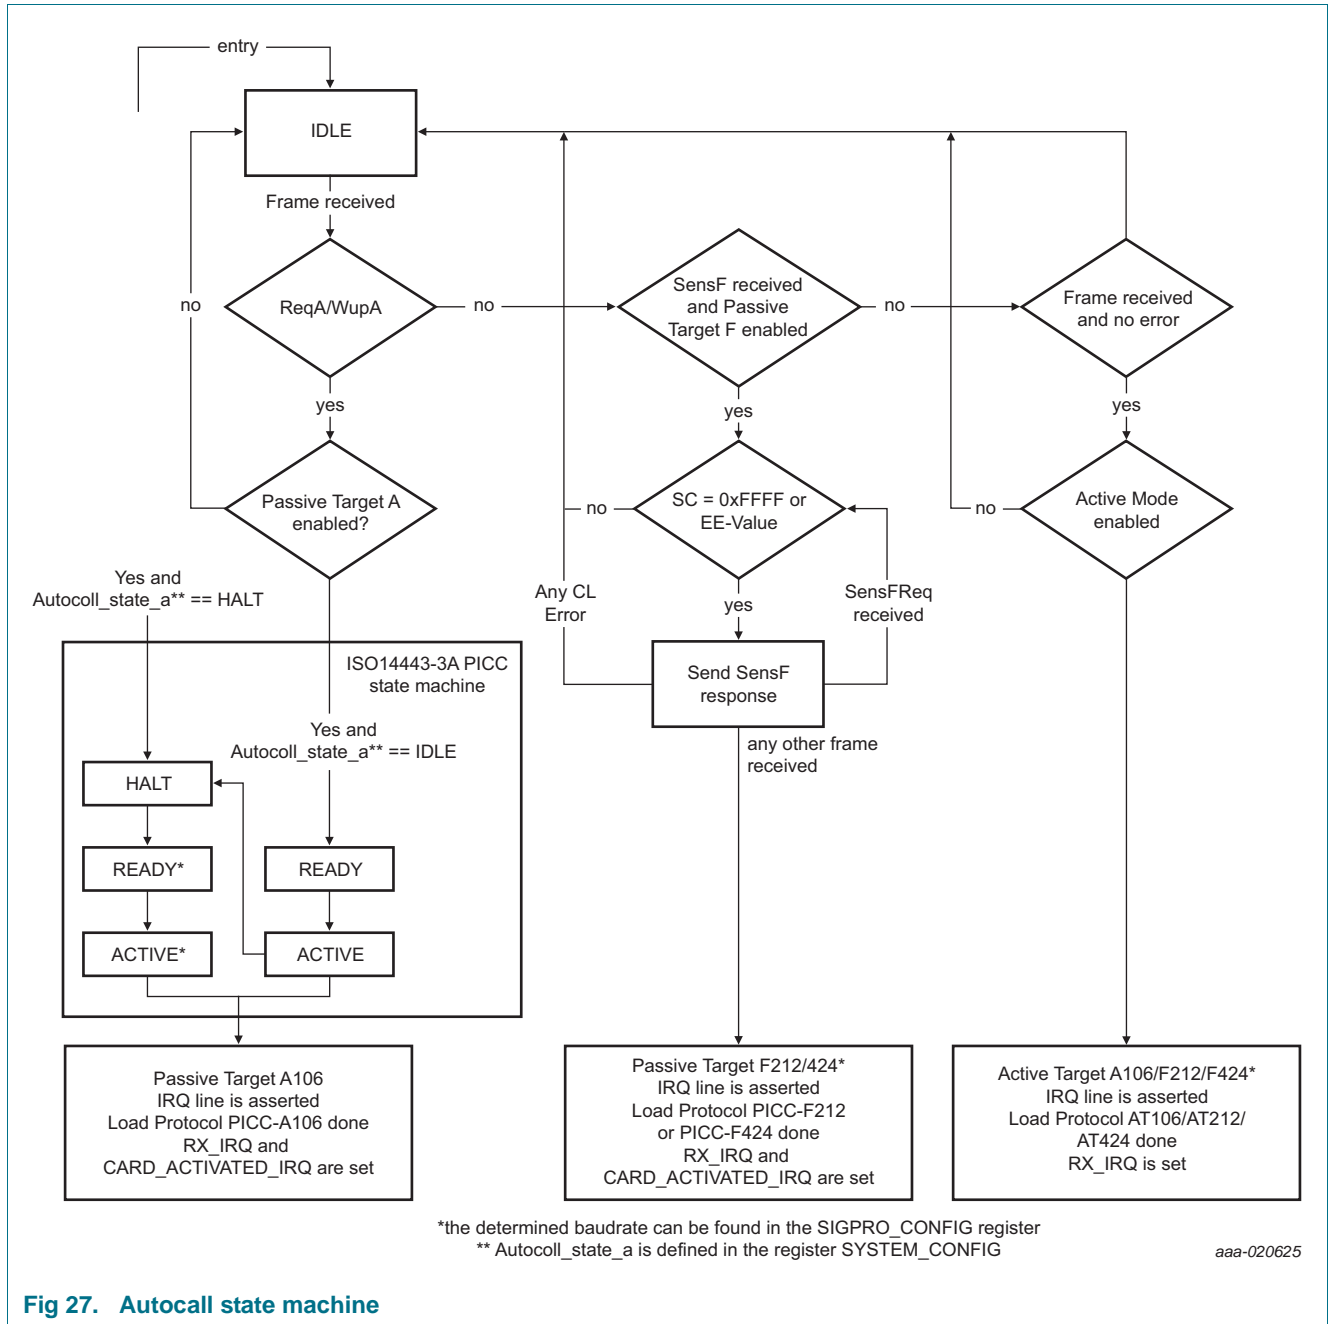 entry
IDLE
Frame received
no
ReqA/WupA
no
SensF received
and Passive
Target F enabled
no
Frame received
and no error
yes
yes
yes
Passive Target A
enabled?
no
SC = 0xFFFF or
EE-Value
no
Active Mode
enabled
Yes and
Autocoll_state_a** == HALT
Any CL
Error
yes
SensFReq
received
ISO14443-3A PICC
state machine
Send SensF
response
Yes and
Autocoll_state_a** == IDLE
any other frame
received
HALT
READY*
READY
ACTIVE*
ACTIVE
Passive Target A106
IRQ line is asserted
Load Protocol PICC-A106 done
RX_IRQ and
CARD_ACTIVATED_IRQ are set
Passive Target F212/424*
IRQ line is asserted
Load Protocol PICC-F212
or PICC-F424 done
RX_IRQ and
CARD_ACTIVATED_IRQ are set
Active Target A106/F212/F424*
IRQ line is asserted
Load Protocol AT106/AT212/
AT424 done
RX_IRQ is set
*the determined baudrate can be found in the SIGPRO_CONFIG register
** Autocoll_state_a is defined in the register SYSTEM_CONFIG
aaa-020625
Fig 27. Autocall state machine